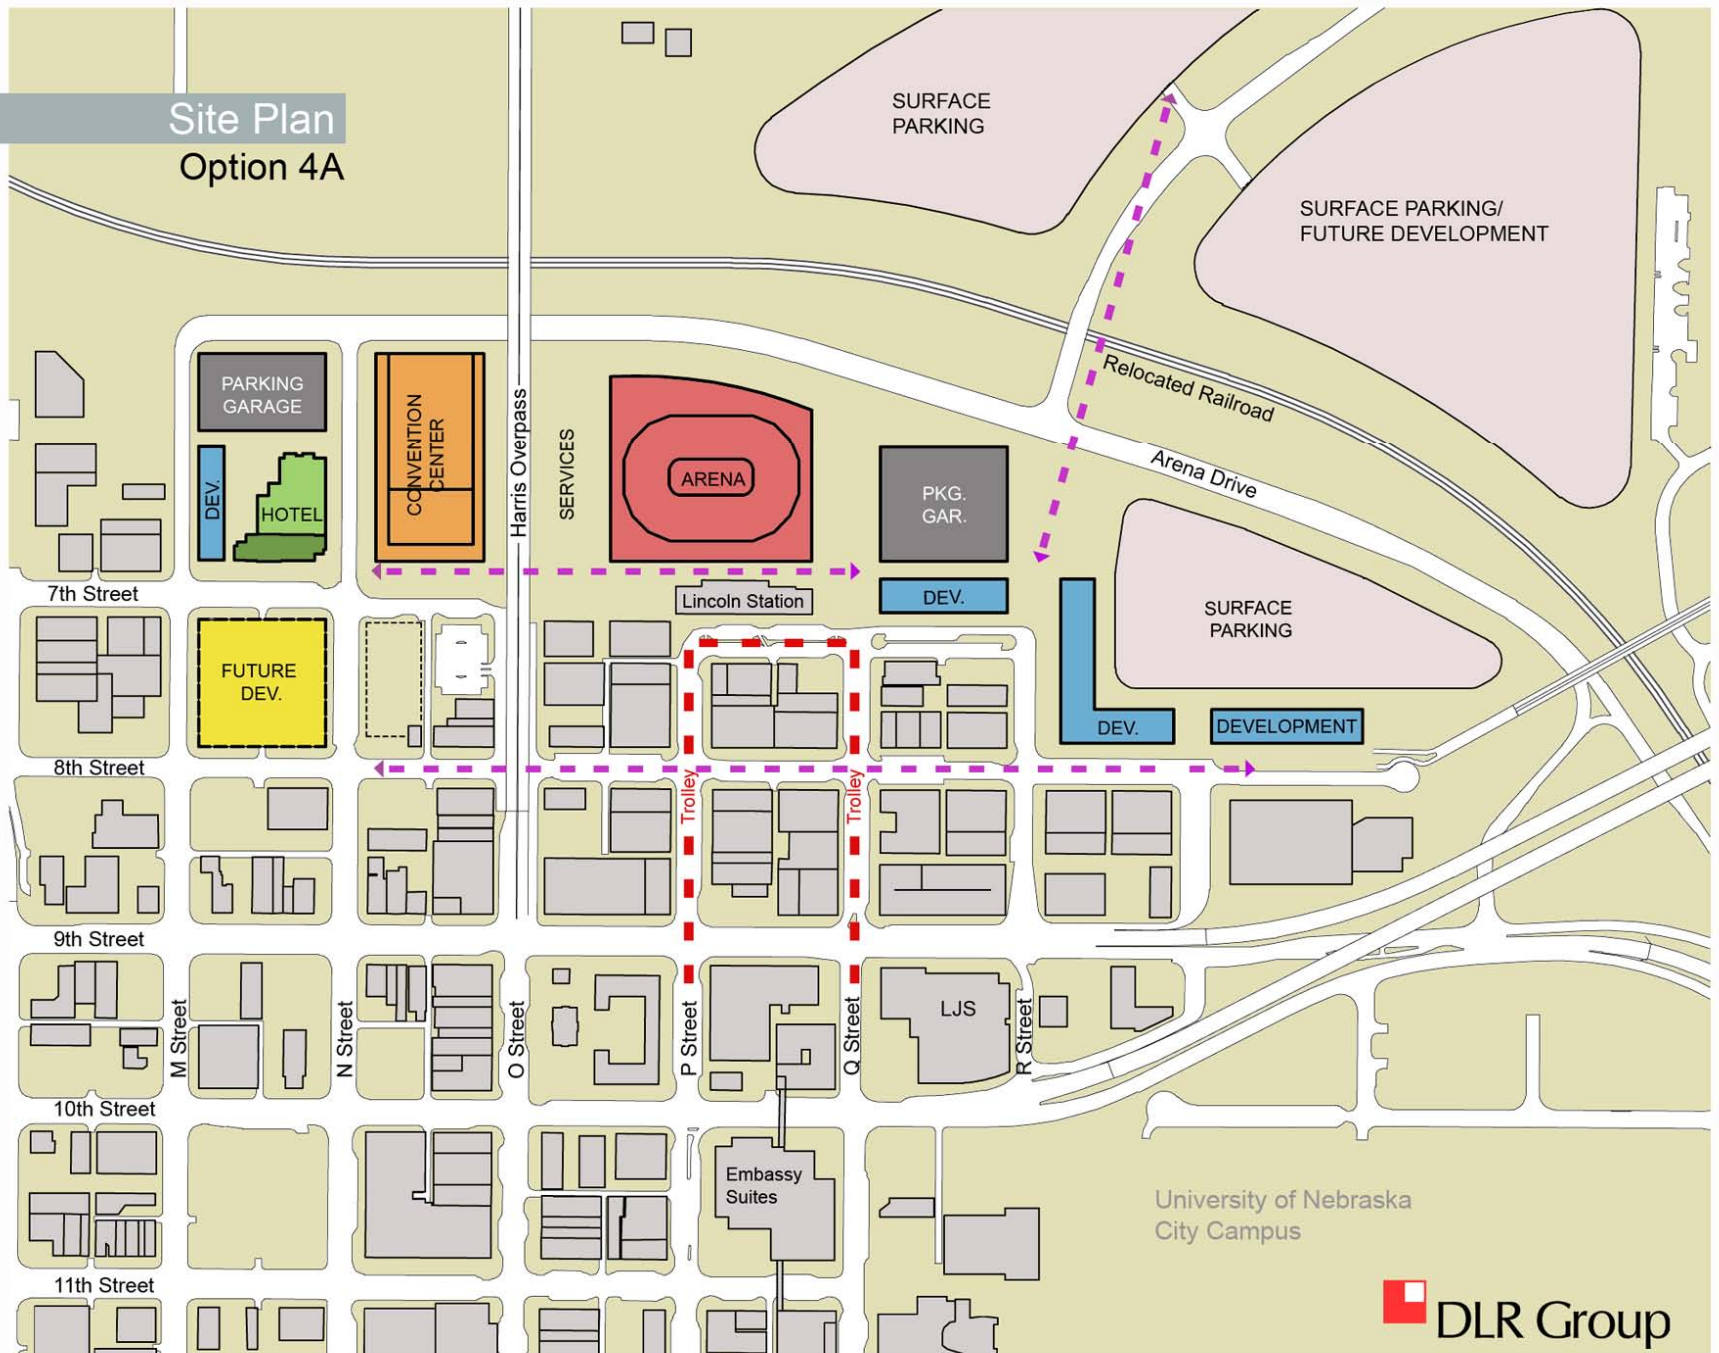 Site Plan
Option 4A
SURFACE
PARKING
SURFACE PARKING/
FUTURE DEVELOPMENT
Relocated Railroad
Arena Drive
PARKING
GARAGE
DEV.
HOTEL
CONVENTION
CENTER
Harris Overpass
SERVICES
ARENA
PKG.
GAR.
SURFACE
PARKING
7th Street
Lincoln Station
DEV.
FUTURE
DEV.
DEV.
DEVELOPMENT
8th Street
Trolley
Trolley
9th Street
M Street
N Street
O Street
P Street
Q Street
LJS
R Street
10th Street
Embassy
Suites
University of Nebraska
City Campus
11th Street
DLR Group